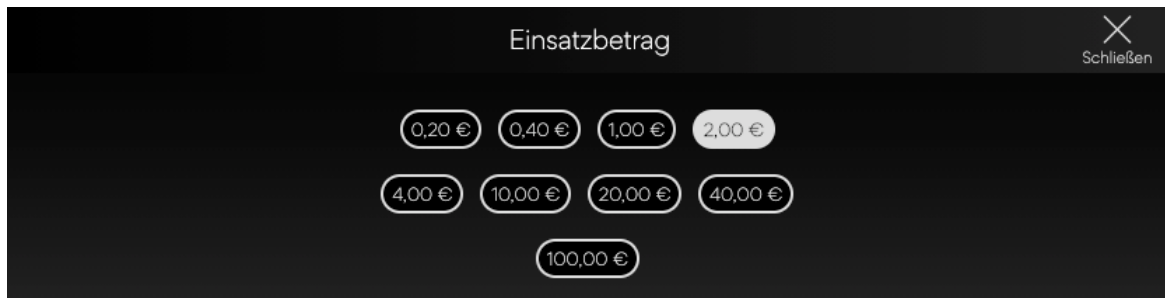 Einsatzbetrag
Schließen
0,20 € 0,40 € 1,00 € 2,00 €
4,00 € 10,00 € 20,00 € 40,00 €
100,00 €